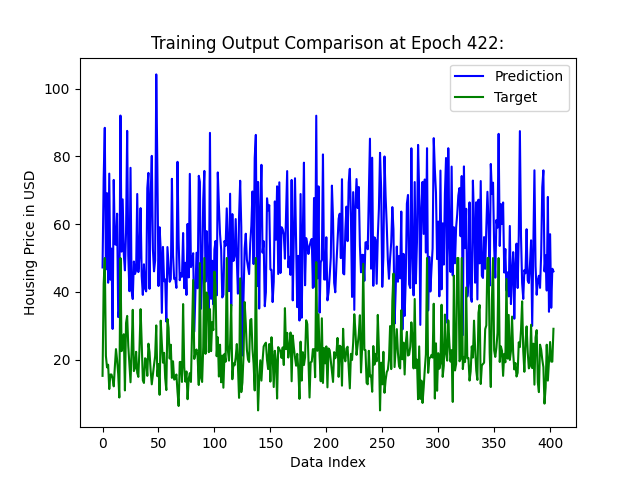 Training Output Comparison at Epoch 422:
Prediction
Target
Housing Price in USD
100
80
60
40
20
0 50 100 150 200 250 300 350 400
Data Index